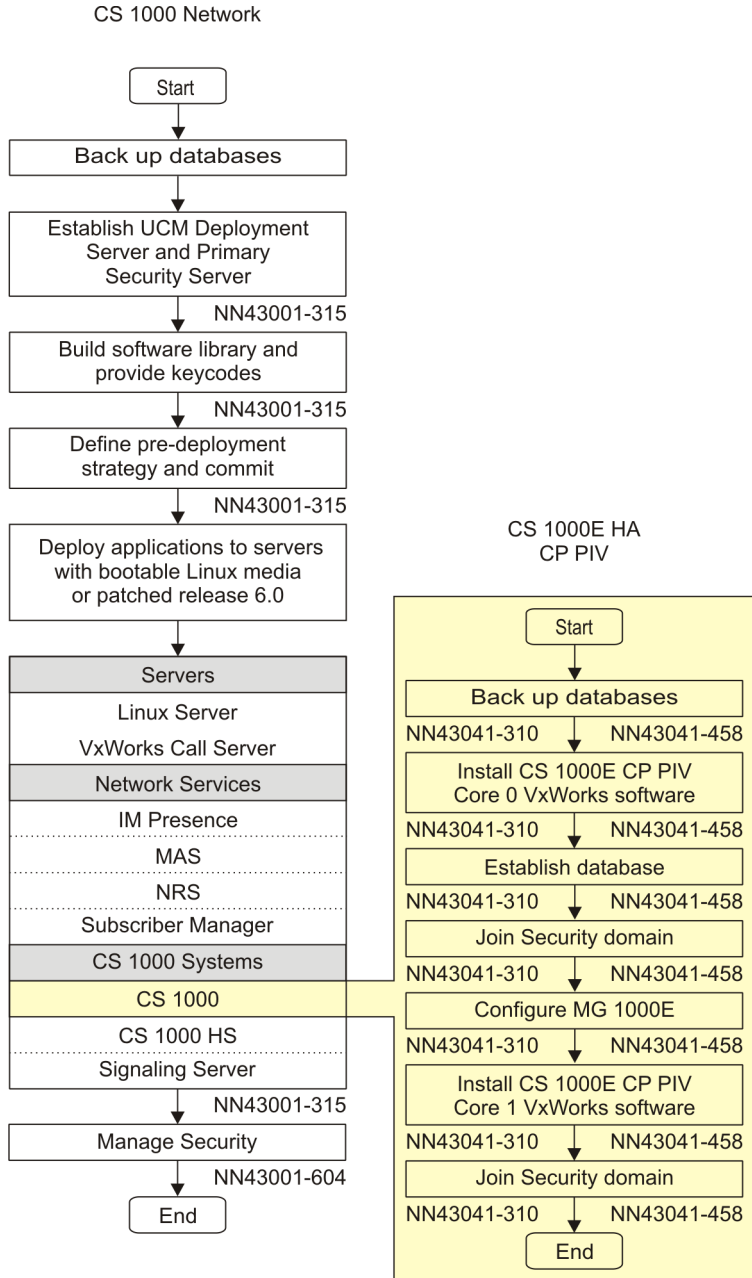 CS 1000 Network
Start
Back up databases
Establish UCM Deployment
Server and Primary
Security Server
NN43001-315
Build software library and
provide keycodes
NN43001-315
Define pre-deployment
strategy and commit
NN43001-315
Deploy applications to servers
with bootable Linux media
or patched release 6.0
Servers
Linux Server
VxWorks Call Server
Network Services
IM Presence
MAS
NRS
Subscriber Manager
CS 1000 Systems
CS 1000
CS 1000 HS
Signaling Server
NN43001-315
Manage Security
NN43001-604
End
CS 1000E HA
CP PIV
Start
Back up databases
NN43041-310 NN43041-458
Install CS 1000E CP PIV
Core 0 VxWorks software
NN43041-310 NN43041-458
Establish database
NN43041-310 NN43041-458
Join Security domain
NN43041-310 NN43041-458
Configure MG 1000E
NN43041-310 NN43041-458
Install CS 1000E CP PIV
Core 1 VxWorks software
NN43041-310 NN43041-458
Join Security domain
NN43041-310 NN43041-458
End